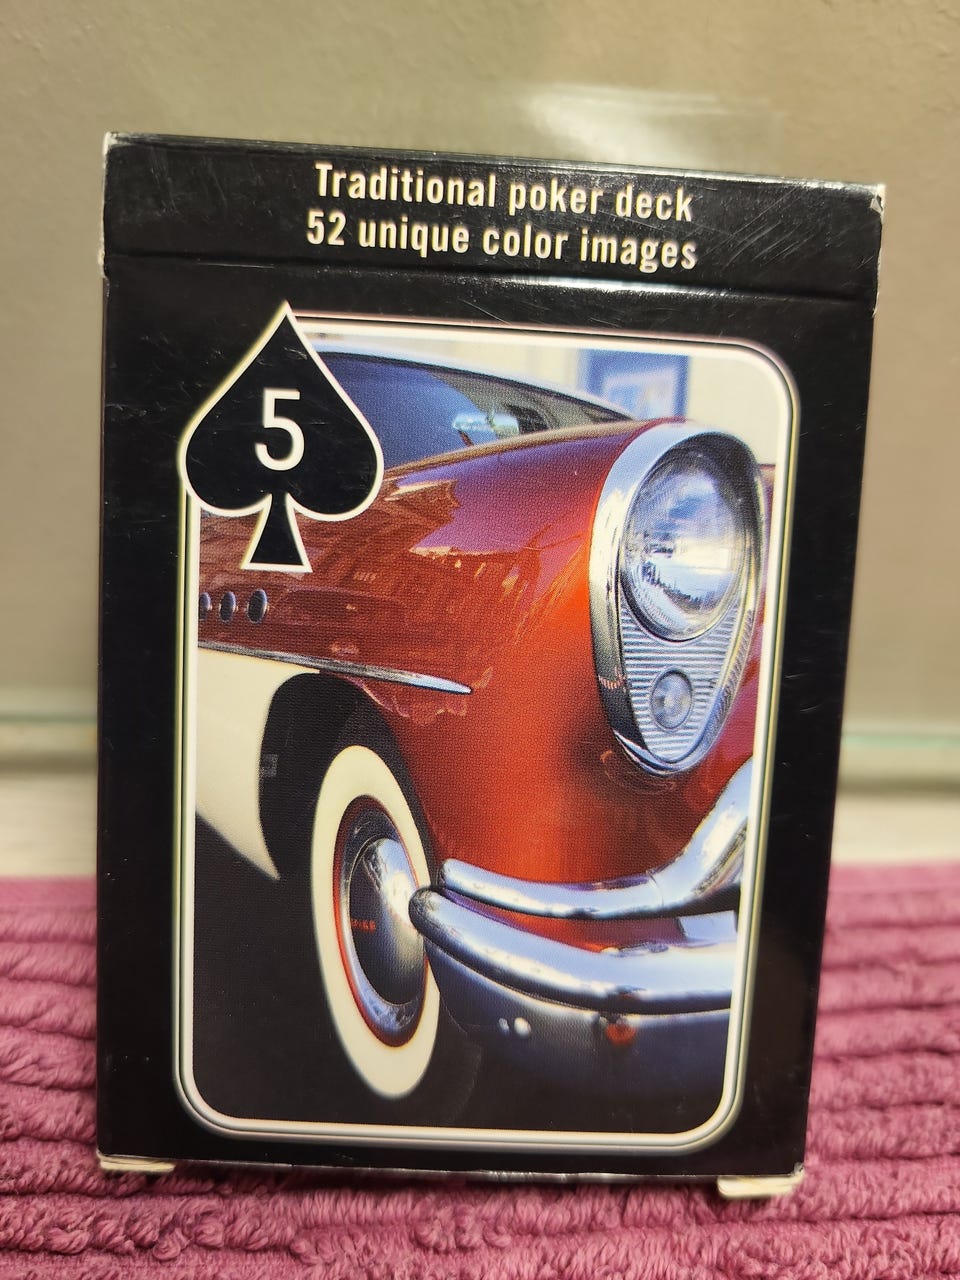 Traditional poker deck
52 unique color images
5